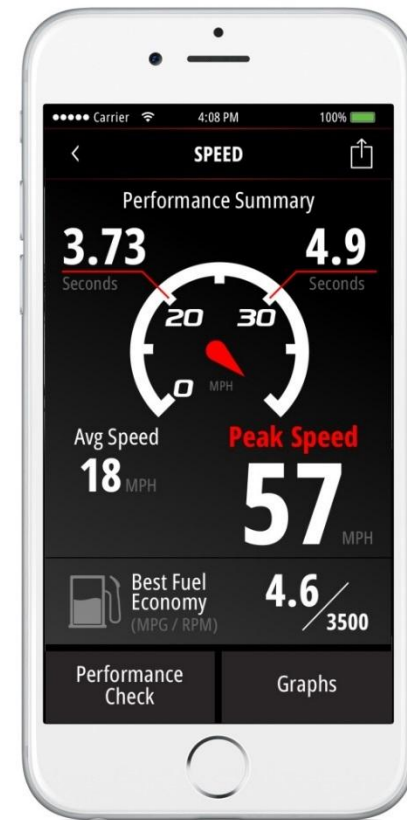 Carrier 4:08 PM 100%
SPEED
Performance Summary
3.73 4.9
Seconds Seconds
20 30
0 MPH
Avg Speed Peak Speed
18 MPH 57 MPH
Best Fuel
Economy
(MPG / RPM)
4.6/3500
Performance
Check
Graphs